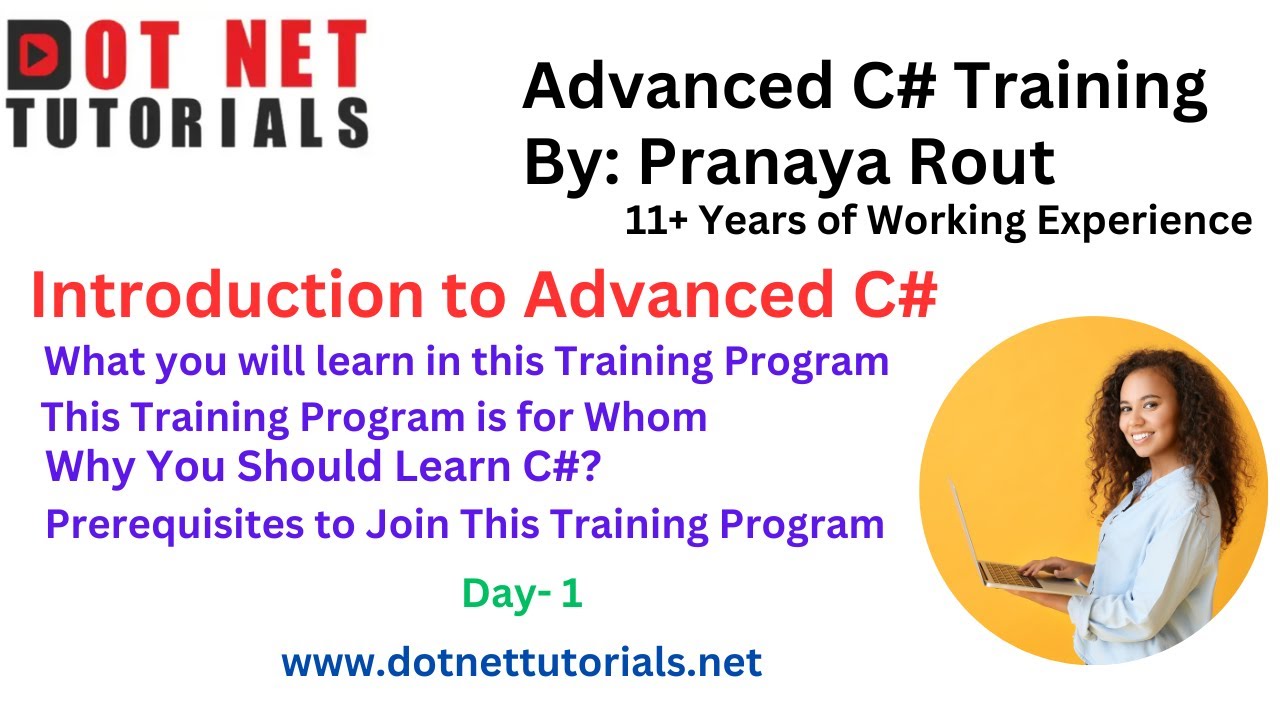 DOT NET
TUTORIALS
Advanced C# Training
By: Pranaya Rout
11+ Years of Working Experience
Introduction to Advanced C#
What you will learn in this Training Program
This Training Program is for Whom
Why You Should Learn C#?
Prerequisites to Join This Training Program
Day- 1
www.dotnettutorials.net